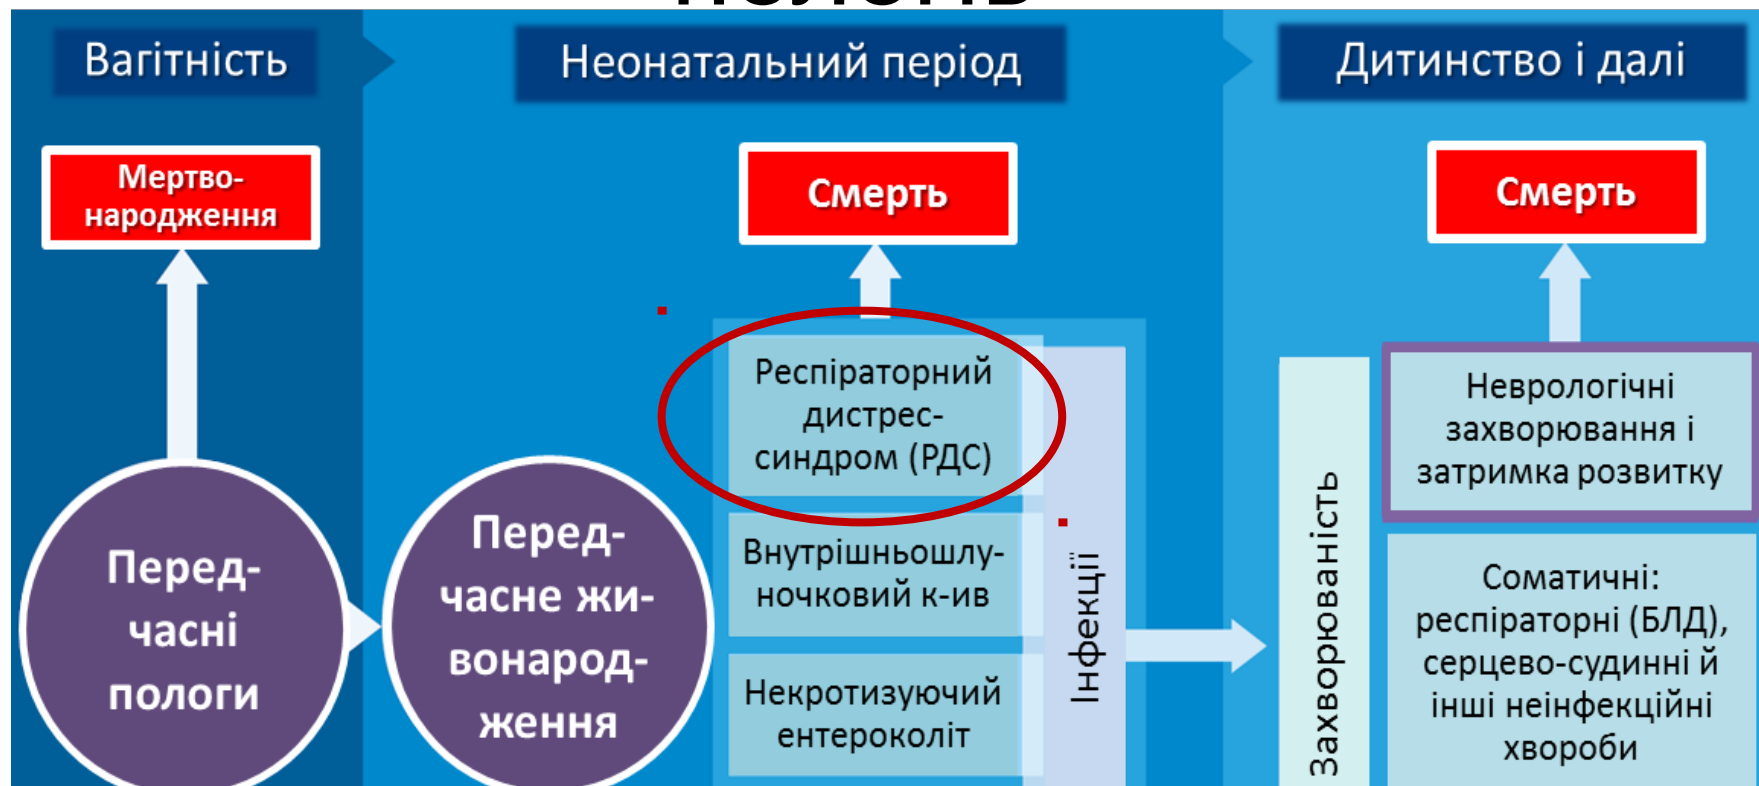 Вагітність
Неонатальний період
Дитинство і далі
Мертво-
народження
Смерть
Смерть
Перед-
часні
пологи
Перед-
часне жи-
вонарод-
ження
Респіраторний
дистрес-
синдром (РДС)
Внутрішньошлу-
ночковий к-ив
Некротизуючий
ентероколіт
Інфекції
Захворюваність
Неврологічні
захворювання і
затримка розвитку
Соматичні:
респіраторні (БЛД),
серцево-судинні й
інші неінфекційні
хвороби